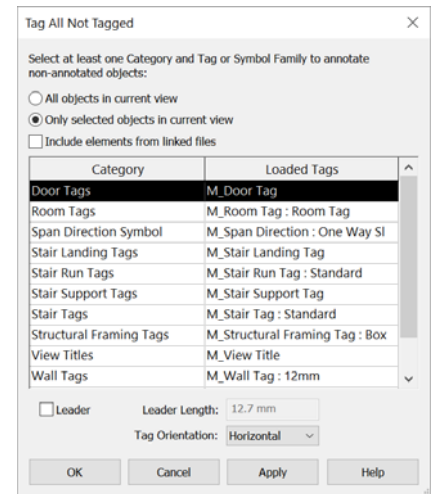 Tag All Not Tagged
Select at least one Category and Tag or Symbol Family to annotate
non-annotated objects:
All objects in current view
Only selected objects in current view
Include elements from linked files
Category Loaded Tags
Door Tags M_Door Tag
Room Tags M_Room Tag : Room Tag
Span Direction Symbol M_Span Direction : One Way Sl
Stair Landing Tags M_Stair Landing Tag
Stair Run Tags M_Stair Run Tag : Standard
Stair Support Tags M_Stair Support Tag
Stair Tags M_Stair Tag : Standard
Structural Framing Tags M_Structural Framing Tag : Box
View Titles M_View Title
Wall Tags M_Wall Tag : 12mm
Leader Leader Length: 12.7 mm
Tag Orientation: Horizontal
OK Cancel Apply Help